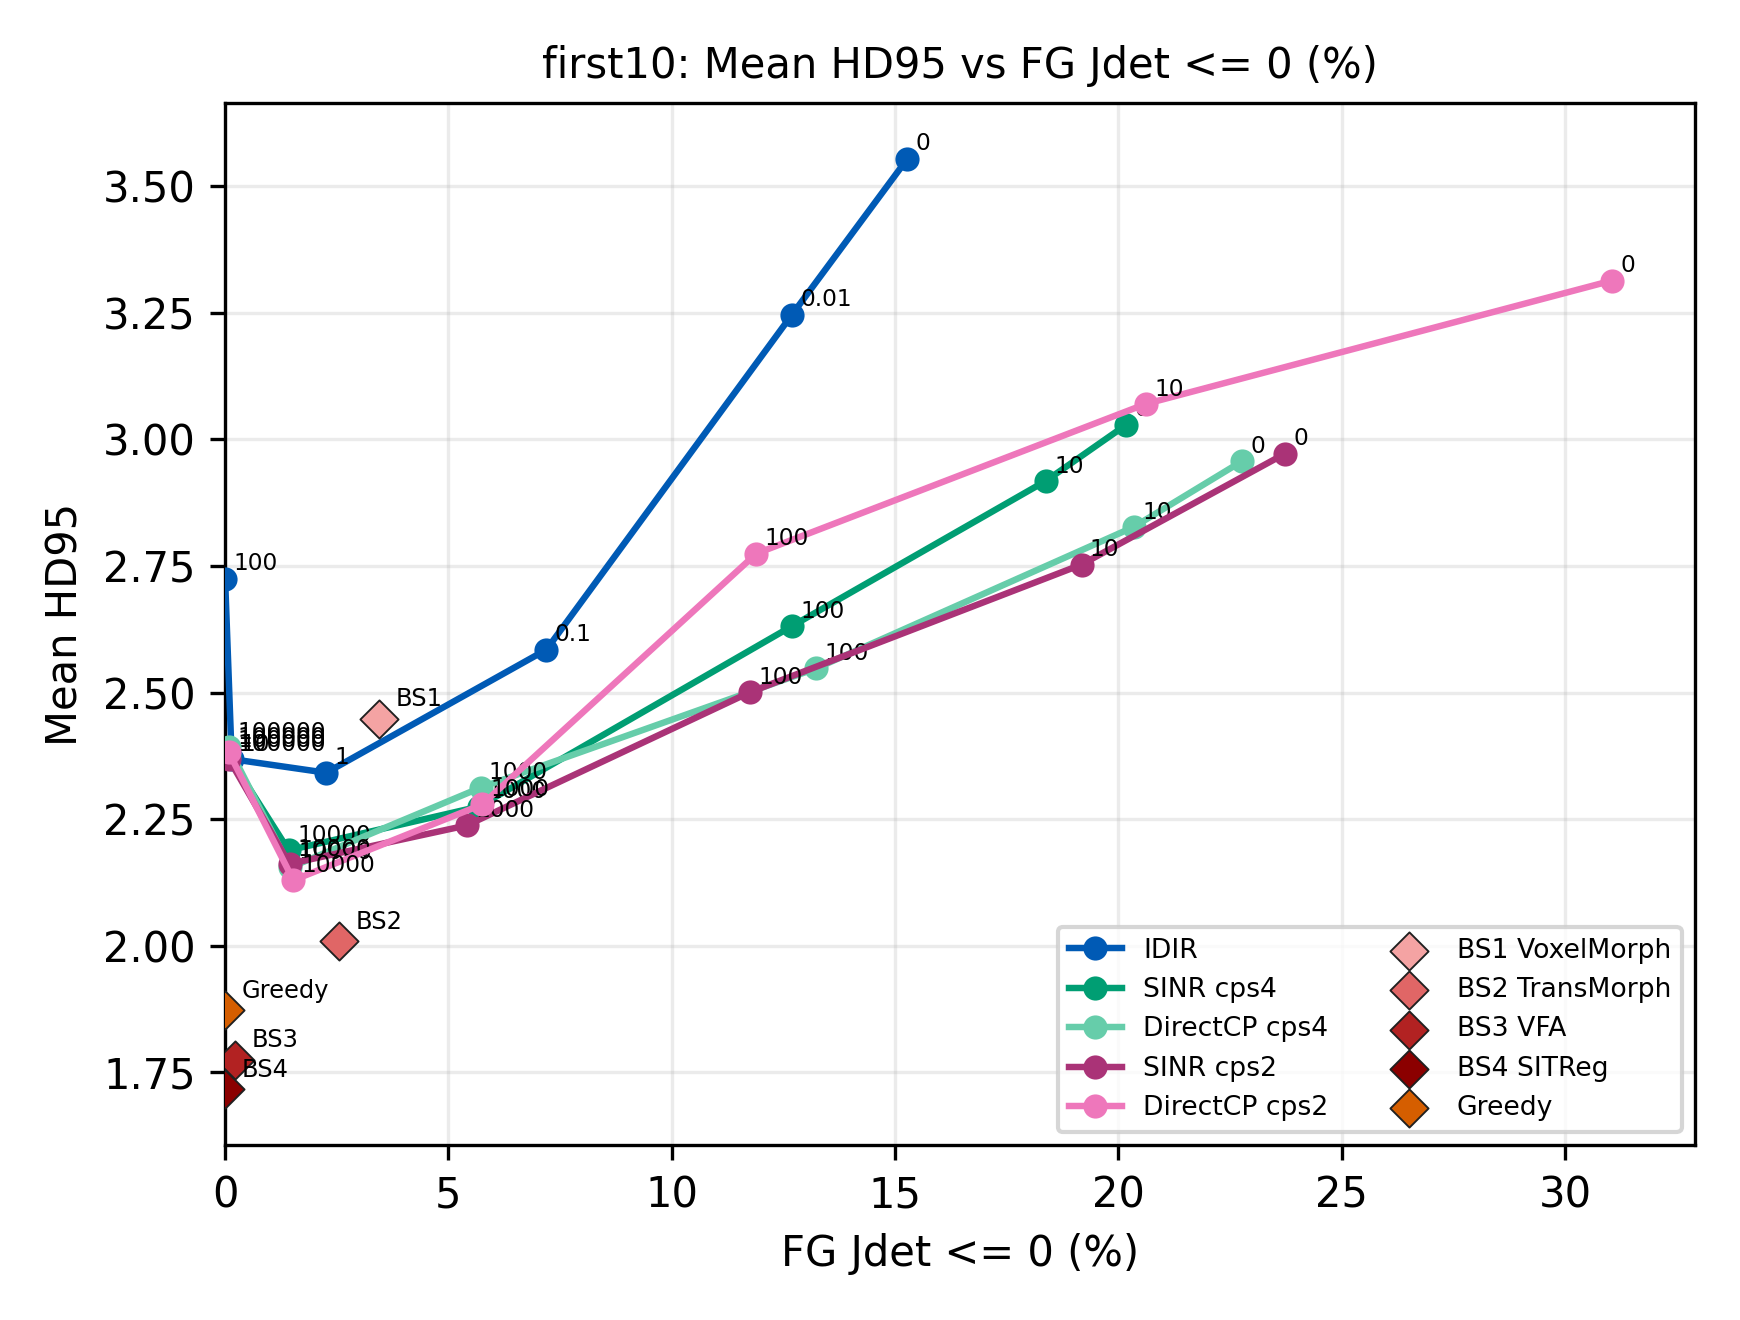 first10: Mean HD95 vs FG Jdet <= 0 (%)
Mean HD95
3.50
3.25
3.00
2.75
2.50
2.25
2.00
1.75
0
0.01
0
10
10
0
0
10
10
100
100
0.1
100
100
100
BS1
1
100000
1000
10000
10000
BS2
Greedy
BS3
BS4
IDIR
SINR cps4
DirectCP cps4
SINR cps2
DirectCP cps2
BS1 VoxelMorph
BS2 TransMorph
BS3 VFA
BS4 SITReg
Greedy
0 5 10 15 20 25 30
FG Jdet <= 0 (%)